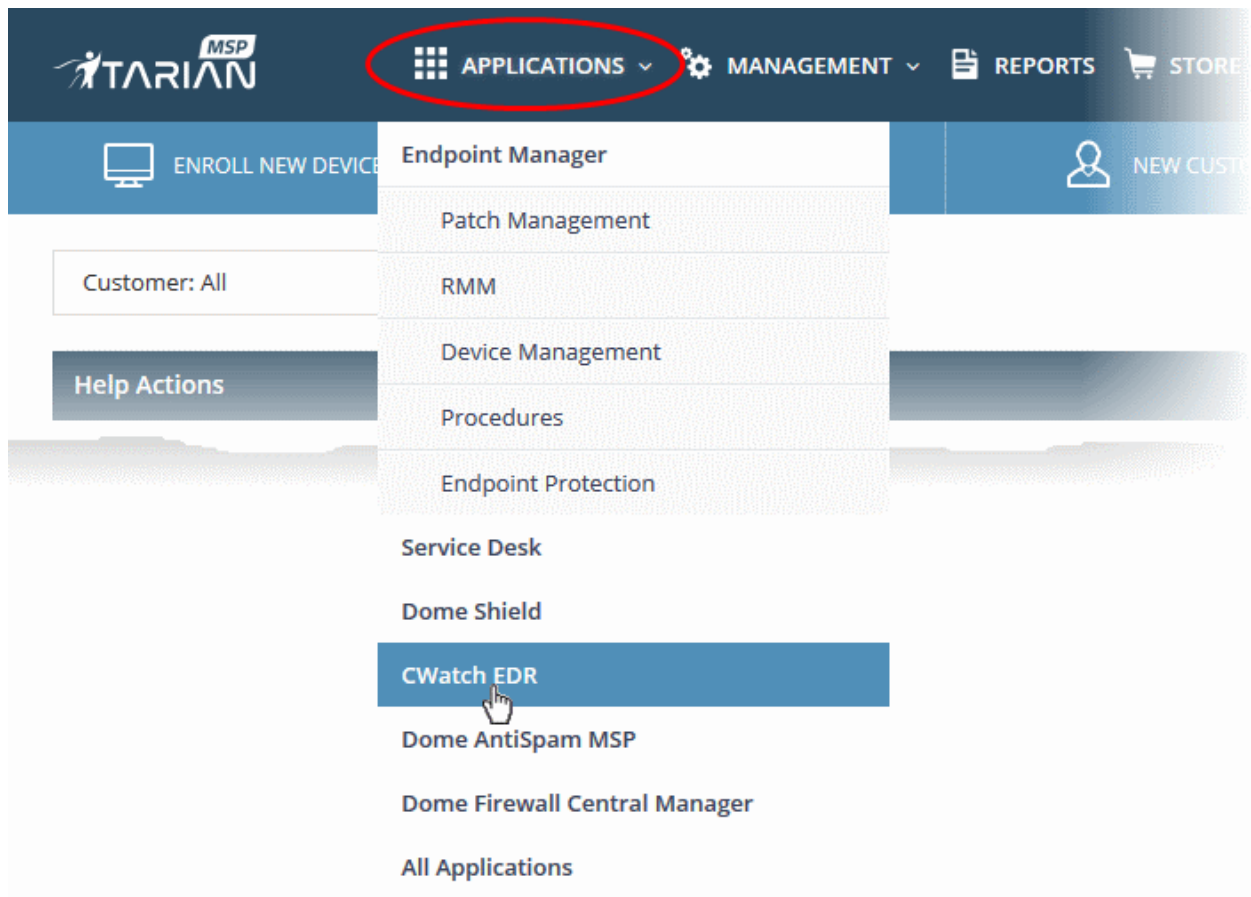 ITARIAN MSP
APPLICATIONS
MANAGEMENT
REPORTS
STORE
ENROLL NEW DEVICE
NEW CUSTO
Customer: All
Help Actions
Endpoint Manager
Patch Management
RMM
Device Management
Procedures
Endpoint Protection
Service Desk
Dome Shield
CWatch EDR
Dome AntiSpam MSP
Dome Firewall Central Manager
All Applications